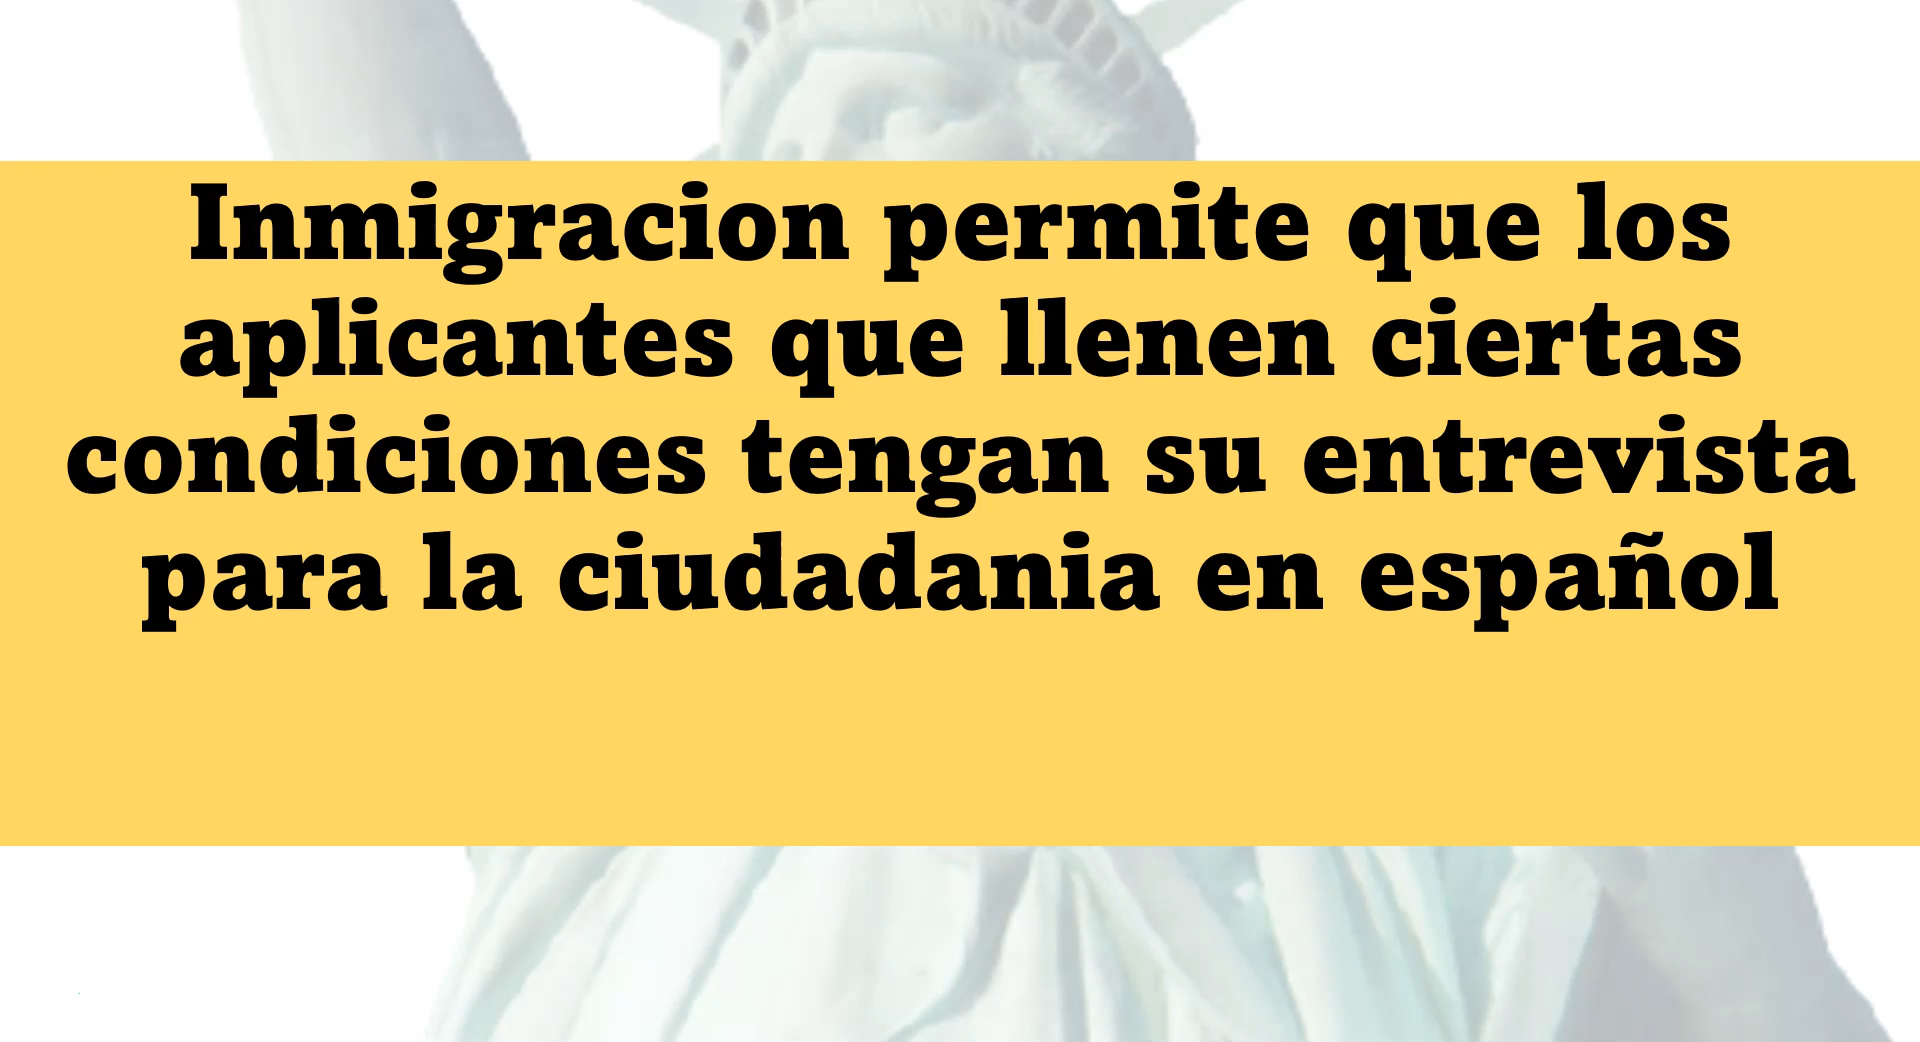 Inmigracion permite que los
aplicantes que llenen ciertas
condiciones tengan su entrevista
para la ciudadania en español